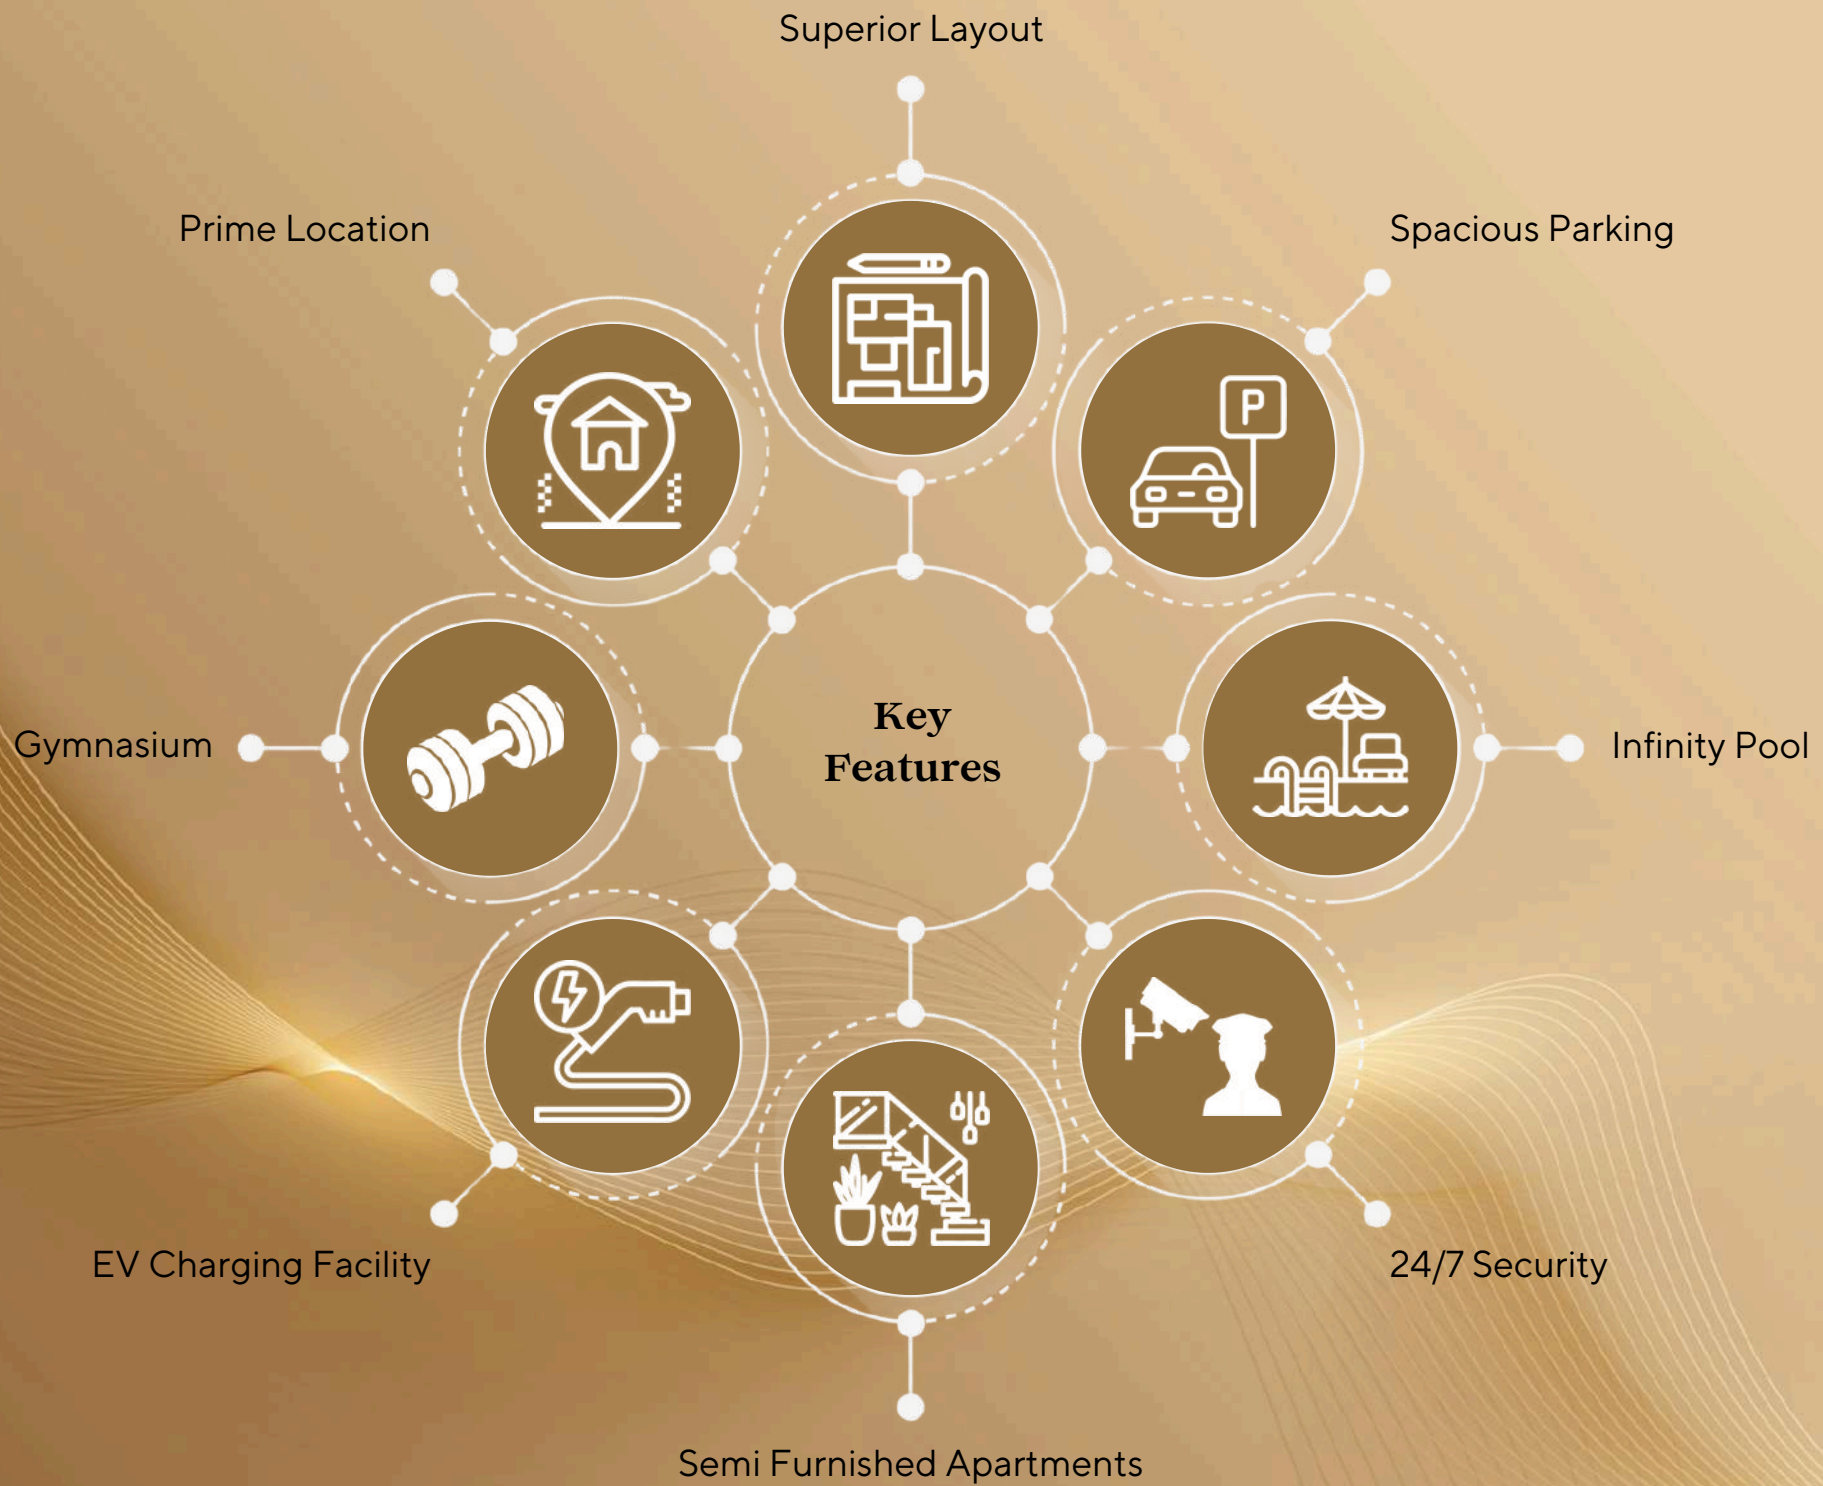 Superior Layout
Prime Location
Spacious Parking
P
Key
Features
Gymnasium
Infinity Pool
EV Charging Facility
24/7 Security
Semi Furnished Apartments